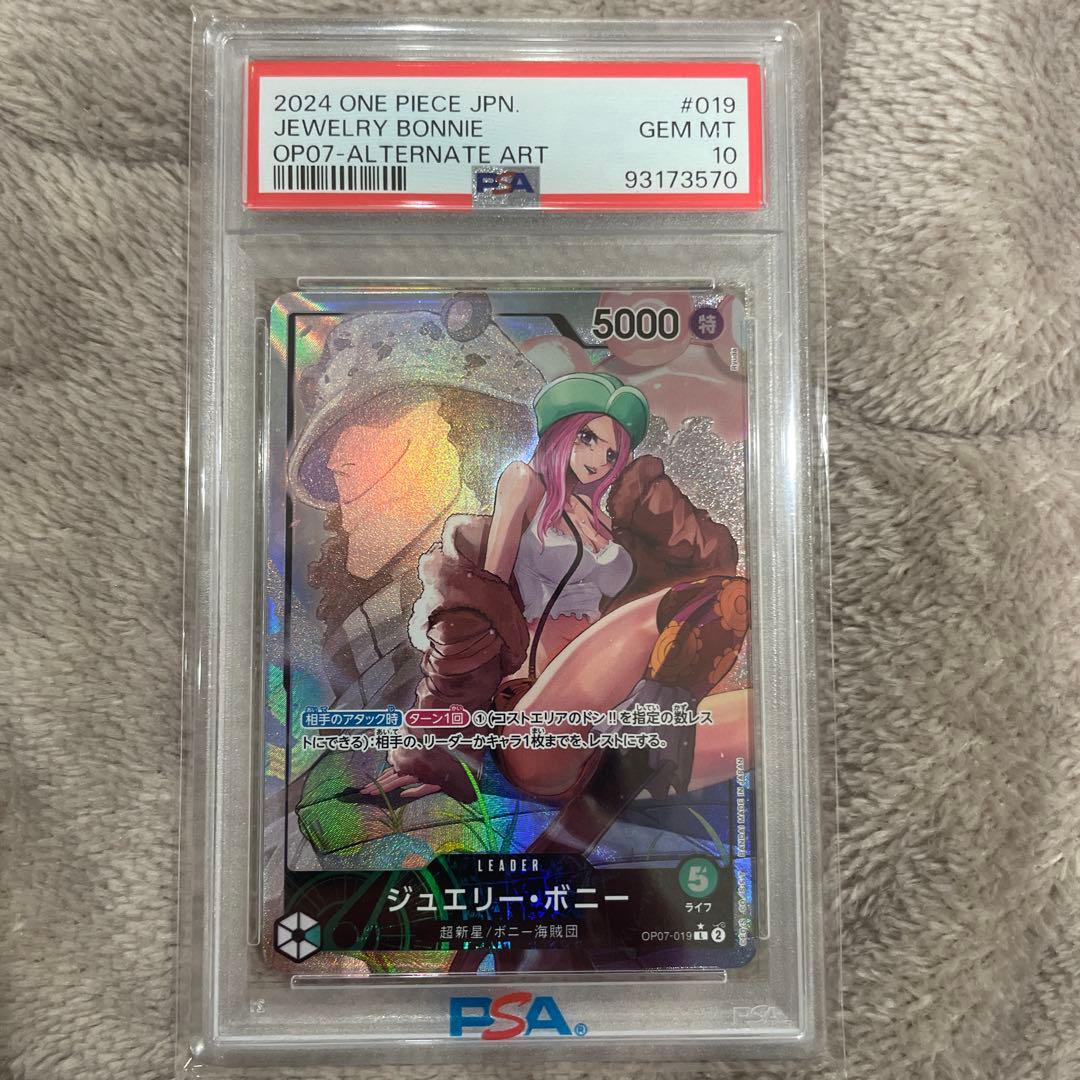 2024 ONE PIECE JPN. #019
JEWELRY BONNIE GEM MT
OP07-ALTERNATE ART 10
PSA 93173570
5000 特
相手のアタック時 ターン1回 ①(コストエリアのドン!!を指定の数レス
トにできる):相手の、リーダーかキャラ1枚までを、レストにする。
BANDAI MADE IN JAPAN
LEADER
ジュエリー・ボニー
5
ライフ
超新星/ボニー海賊団
OP07-019 L 2
PSA®